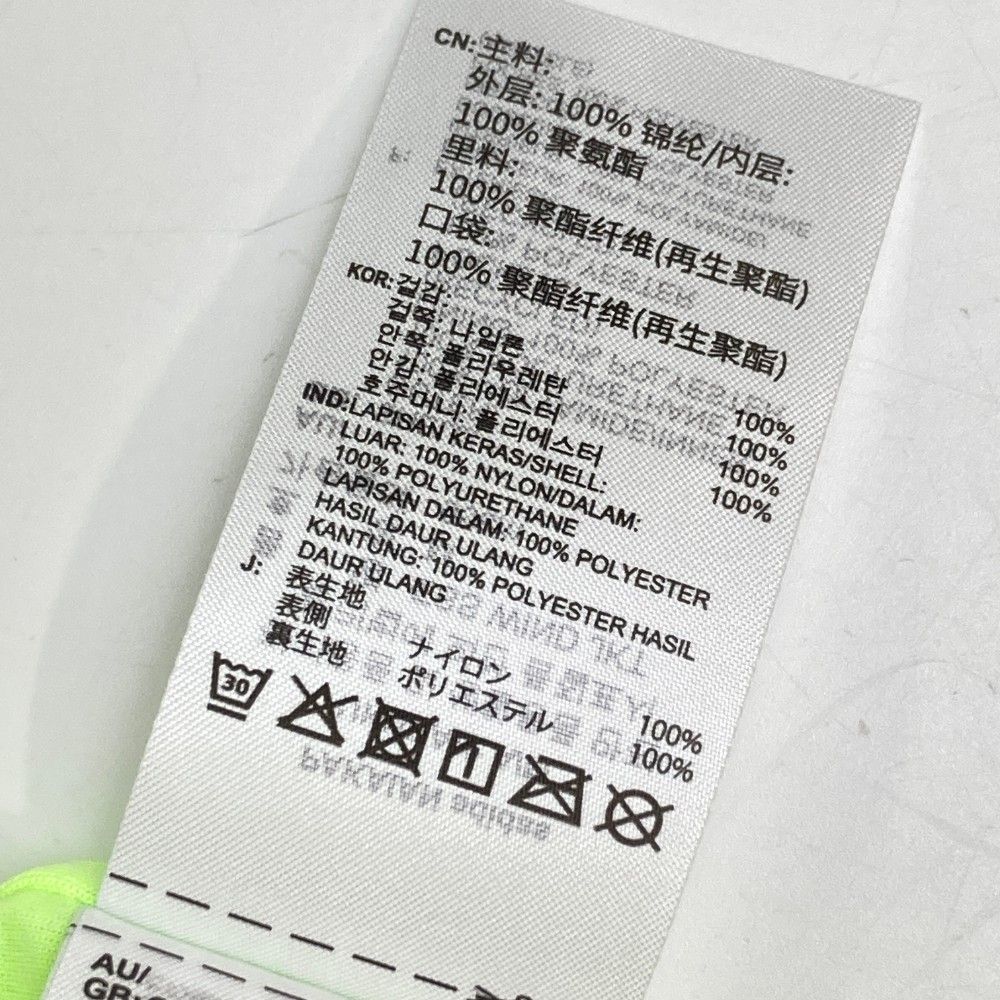 CN:主料:
外层: 100% 锦纶/内层:
100% 聚氨酯
里料:
100% 聚酯纤维(再生聚酯)
口袋:
100% 聚酯纤维(再生聚酯)
KOR: 겉감:
겉쪽: 나일론 100%
안쪽: 폴리우레탄 100%
안감: 폴리에스터 100%
호주머니: 폴리에스터 100%
IND:LAPISAN KERAS/SHELL:
LUAR: 100% NYLON/DALAM:
100% POLYURETHANE
LAPISAN DALAM: 100% POLYESTER
HASIL DAUR ULANG
KANTUNG: 100% POLYESTER HASIL
DAUR ULANG
J: 表生地
表側 ナイロン 100%
裏生地 ポリエステル 100%
30
AU/
GB: